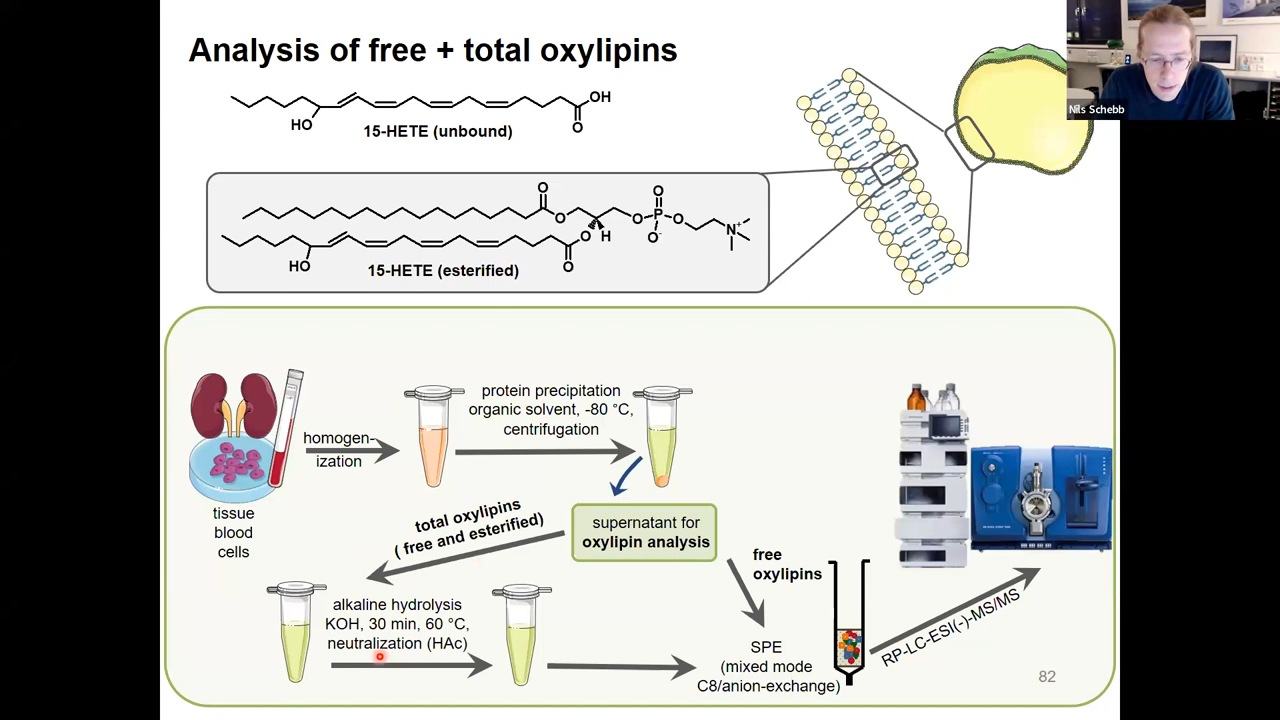 Analysis of free + total oxylipins
Nils Schebb
OH
HO
O
15-HETE (unbound)
O
O
O
P
O
O
O-
N+
O
H
O
HO
15-HETE (esterified)
homogen-
ization
protein precipitation
organic solvent, -80 °C,
centrifugation
tissue
blood
cells
total oxylipins
( free and esterified)
supernatant for
oxylipin analysis
free
oxylipins
alkaline hydrolysis
KOH, 30 min, 60 °C,
neutralization (HAc)
SPE
(mixed mode
C8/anion-exchange)
RP-LC-ESI(-)-MS/MS
82